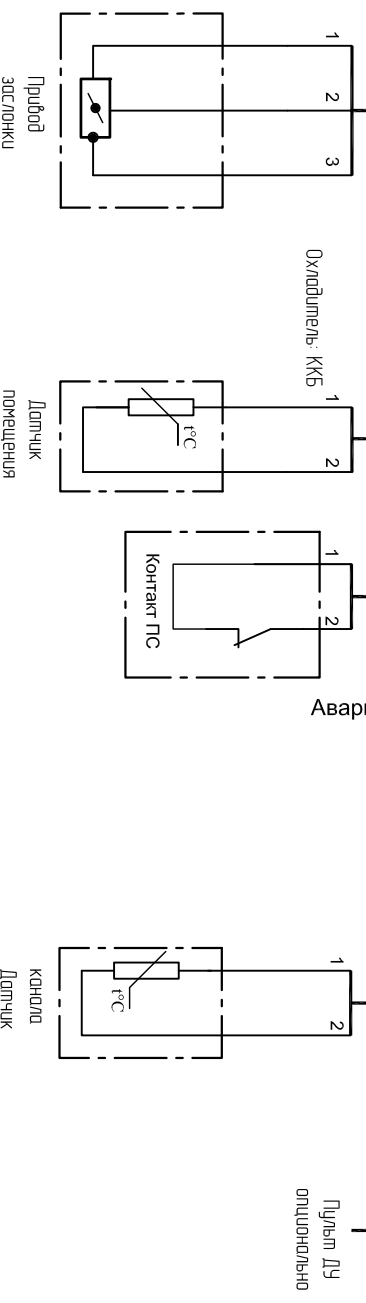 1
2
3
Привод
заслонки
Охладитель: ККБ
1
2
t°C
Датчик
помещения
1
2
Контакт ПС
Авари
1
2
t°C
канала
Датчик
Пульт ДУ
опционально